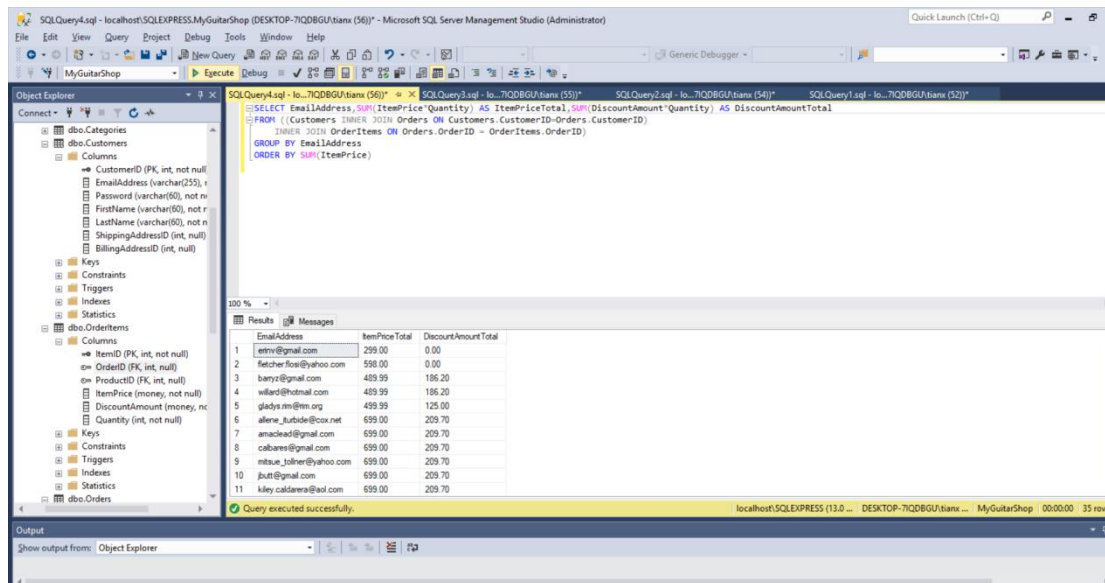 SQLQuery4.sql - localhost\SQLEXPRESS.MyGuitarShop (DESKTOP-7IQDBGU\tianx (56))* - Microsoft SQL Server Management Studio (Administrator)
Quick Launch (Ctrl+Q)
File Edit View Query Project Debug Tools Window Help
New Query
Generic Debugger
MyGuitarShop
Execute Debug
Object Explorer
SQLQuery4.sql - lo...7IQDBGU\tianx (56))*
SQLQuery3.sql - lo...7IQDBGU\tianx (55))*
SQLQuery2.sql - lo...7IQDBGU\tianx (54))*
SQLQuery1.sql - lo...7IQDBGU\tianx (52))*
Connect
dbo.Categories
dbo.Customers
Columns
CustomerID (PK, int, not null
EmailAddress (varchar(255),
Password (varchar(60), not
FirstName (varchar(60), not
LastName (varchar(60), not n
ShippingAddressID (int, null)
BillingAddressID (int, null)
Keys
Constraints
Triggers
Indexes
Statistics
dbo.OrderItems
Columns
ItemID (PK, int, not null)
OrderID (FK, int, null)
ProductID (FK, int, null)
ItemPrice (money, not null)
DiscountAmount (money,
Quantity (int, not null)
Keys
Constraints
Triggers
Indexes
Statistics
dbo.Orders
SELECT EmailAddress,SUM(ItemPrice*Quantity) AS ItemPriceTotal,SUM(DiscountAmount*Quantity) AS DiscountAmountTotal
FROM ((Customers INNER JOIN Orders ON Customers.CustomerID=Orders.CustomerID)
INNER JOIN OrderItems ON Orders.OrderID = OrderItems.OrderID)
GROUP BY EmailAddress
ORDER BY SUM(ItemPrice)
100 %
Results Messages
EmailAddress ItemPriceTotal DiscountAmountTotal
1 erinv@gmail.com 299.00 0.00
2 fletcher.flosi@yahoo.com 598.00 0.00
3 barryz@gmail.com 489.99 186.20
4 willard@hotmail.com 489.99 186.20
5 gladys.rim@rim.org 499.99 125.00
6 allene_iturbide@cox.net 699.00 209.70
7 amaclead@gmail.com 699.00 209.70
8 calbares@gmail.com 699.00 209.70
9 mitsue_tollner@yahoo.com 699.00 209.70
10 jbutt@gmail.com 699.00 209.70
11 kiley.caldarera@aol.com 699.00 209.70
Query executed successfully.
localhost\SQLEXPRESS (13.0 ... DESKTOP-7IQDBGU\tianx ... MyGuitarShop 00:00:00 35 row
Output
Show output from: Object Explorer